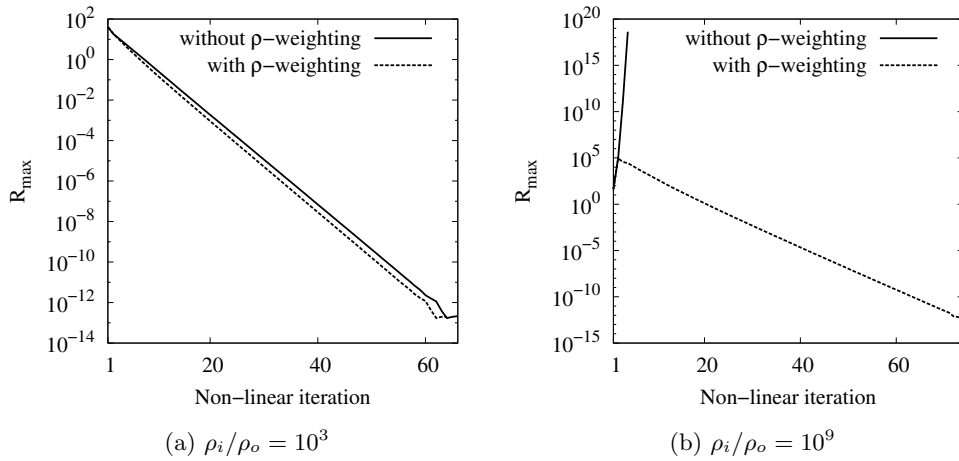 10^2
10^0
10^−2
10^−4
10^−6
10^−8
10^−10
10^−12
10^−14
R_max
1 20 40 60
Non−linear iteration
without ρ−weighting
with ρ−weighting
(a) ρ_i/ρ_o = 10^3
10^20
10^15
10^10
10^5
10^0
10^−5
10^−10
10^−15
R_max
1 20 40 60
Non−linear iteration
without ρ−weighting
with ρ−weighting
(b) ρ_i/ρ_o = 10^9